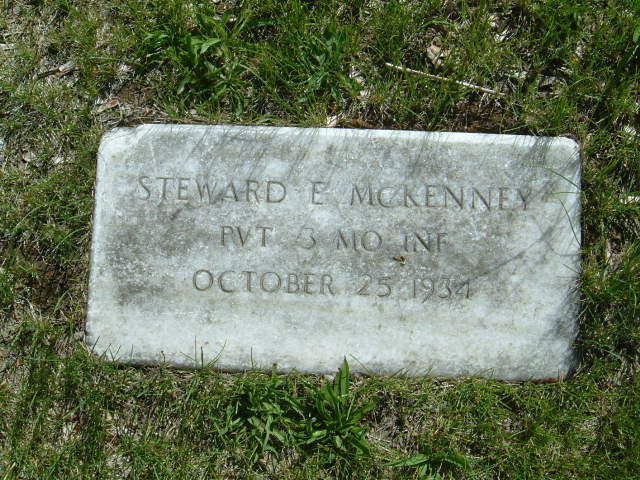 STEWARD E MCKENNEY
PVT 3 MO INF
OCTOBER 25 1934